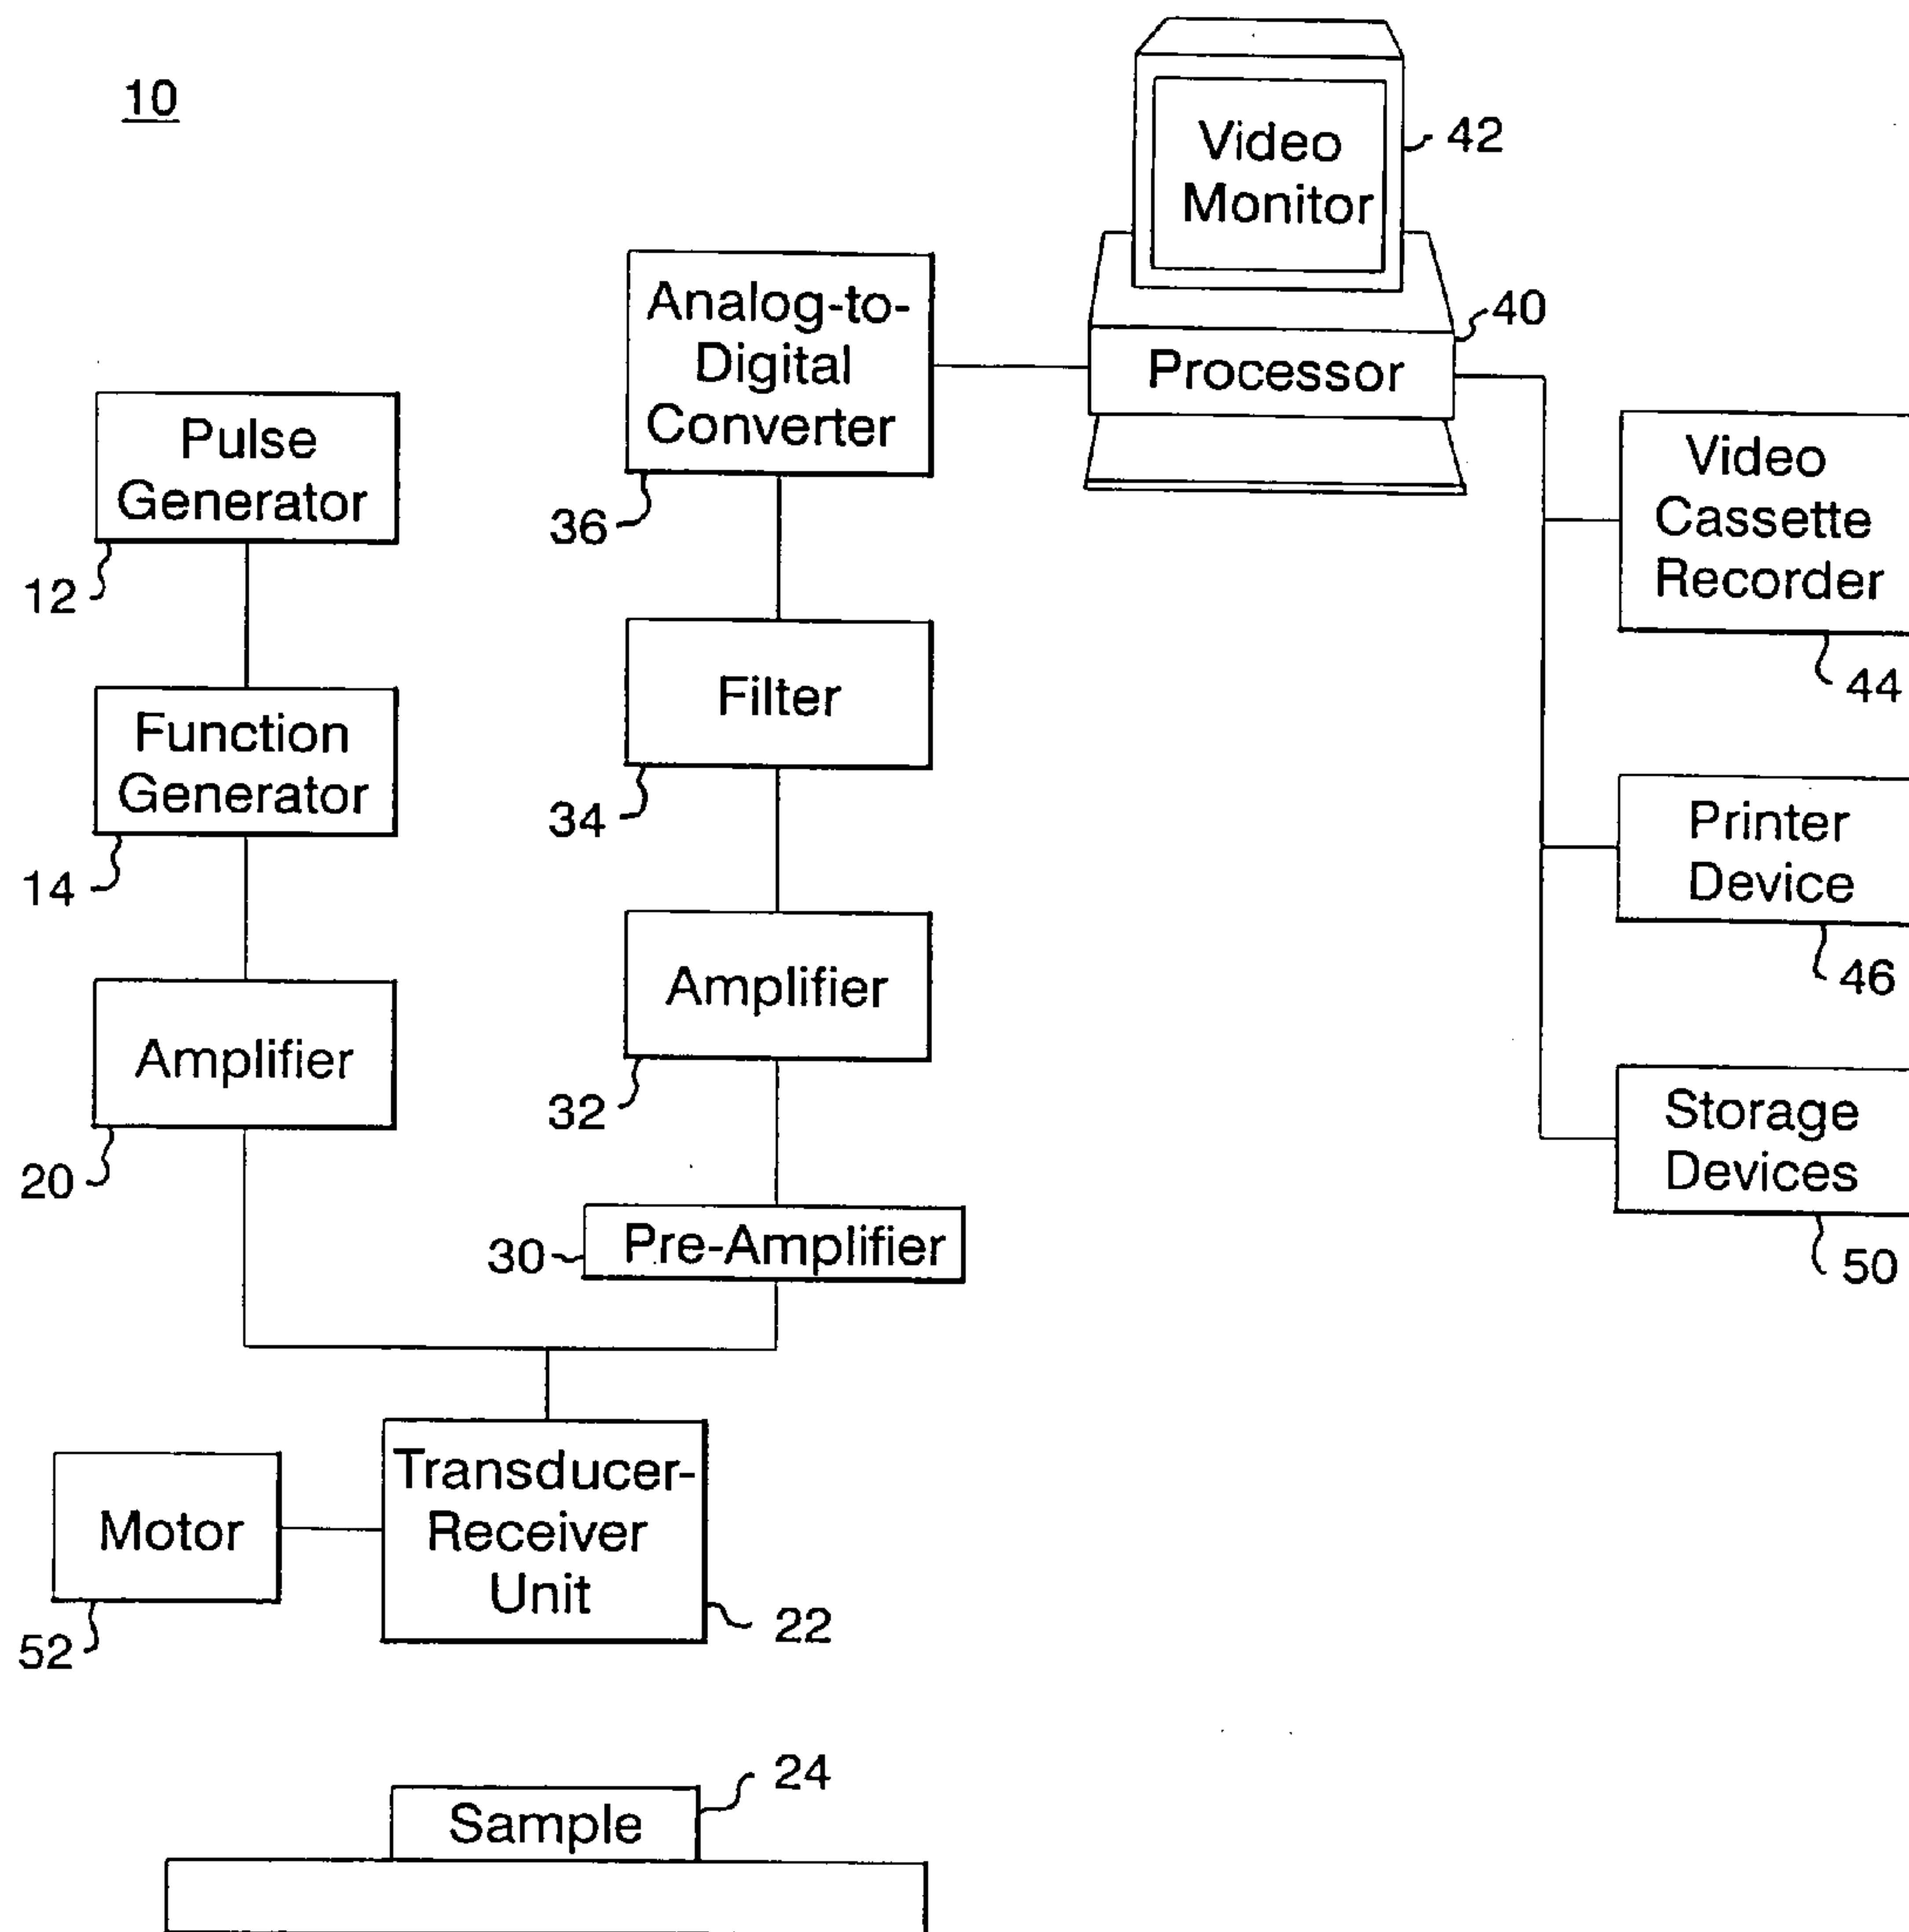 10
Video
Monitor
42
Analog-to-
Digital
Converter
36
Processor
40
Pulse
Generator
12
Video
Cassette
Recorder
44
Function
Generator
14
Filter
34
Printer
Device
46
Amplifier
20
Amplifier
32
Storage
Devices
50
Pre-Amplifier
30
Motor
52
Transducer-
Receiver
Unit
22
Sample
24